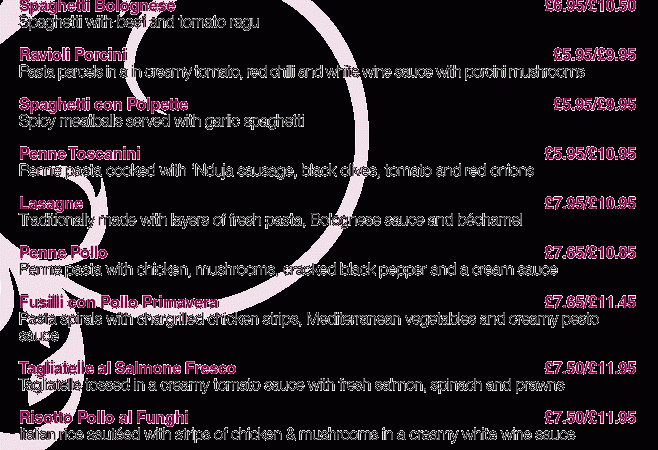 Spaghetti Bolognese £6.95/£10.50
Spaghetti with beef and tomato ragu
Ravioli Porcini £5.95/£9.95
Pasta parcels in a in creamy tomato, red chilli and white wine sauce with porcini mushrooms
Spaghetti con Polpette £5.95/£9.95
Spicy meatballs served with garlic spaghetti
Penne Toscanini £5.95/£10.95
Penne pasta cooked with 'Nduja sausage, black olives, tomato and red onions
Lasagne £7.95/£10.95
Traditionally made with layers of fresh pasta, Bolognese sauce and béchamel
Penne Pollo £7.65/£10.65
Penne pasta with chicken, mushrooms, cracked black pepper and a cream sauce
Fusilli con Pollo Primavera £7.65/£11.45
Pasta spirals with chargrilled chicken strips, Mediterranean vegetables and creamy pesto
sauce
Tagliatelle al Salmone Fresco £7.50/£11.95
Tagliatelle tossed in a creamy tomato sauce with fresh salmon, spinach and prawns
Risotto Pollo al Funghi £7.50/£11.95
Italian rice sautéed with strips of chicken & mushrooms in a creamy white wine sauce